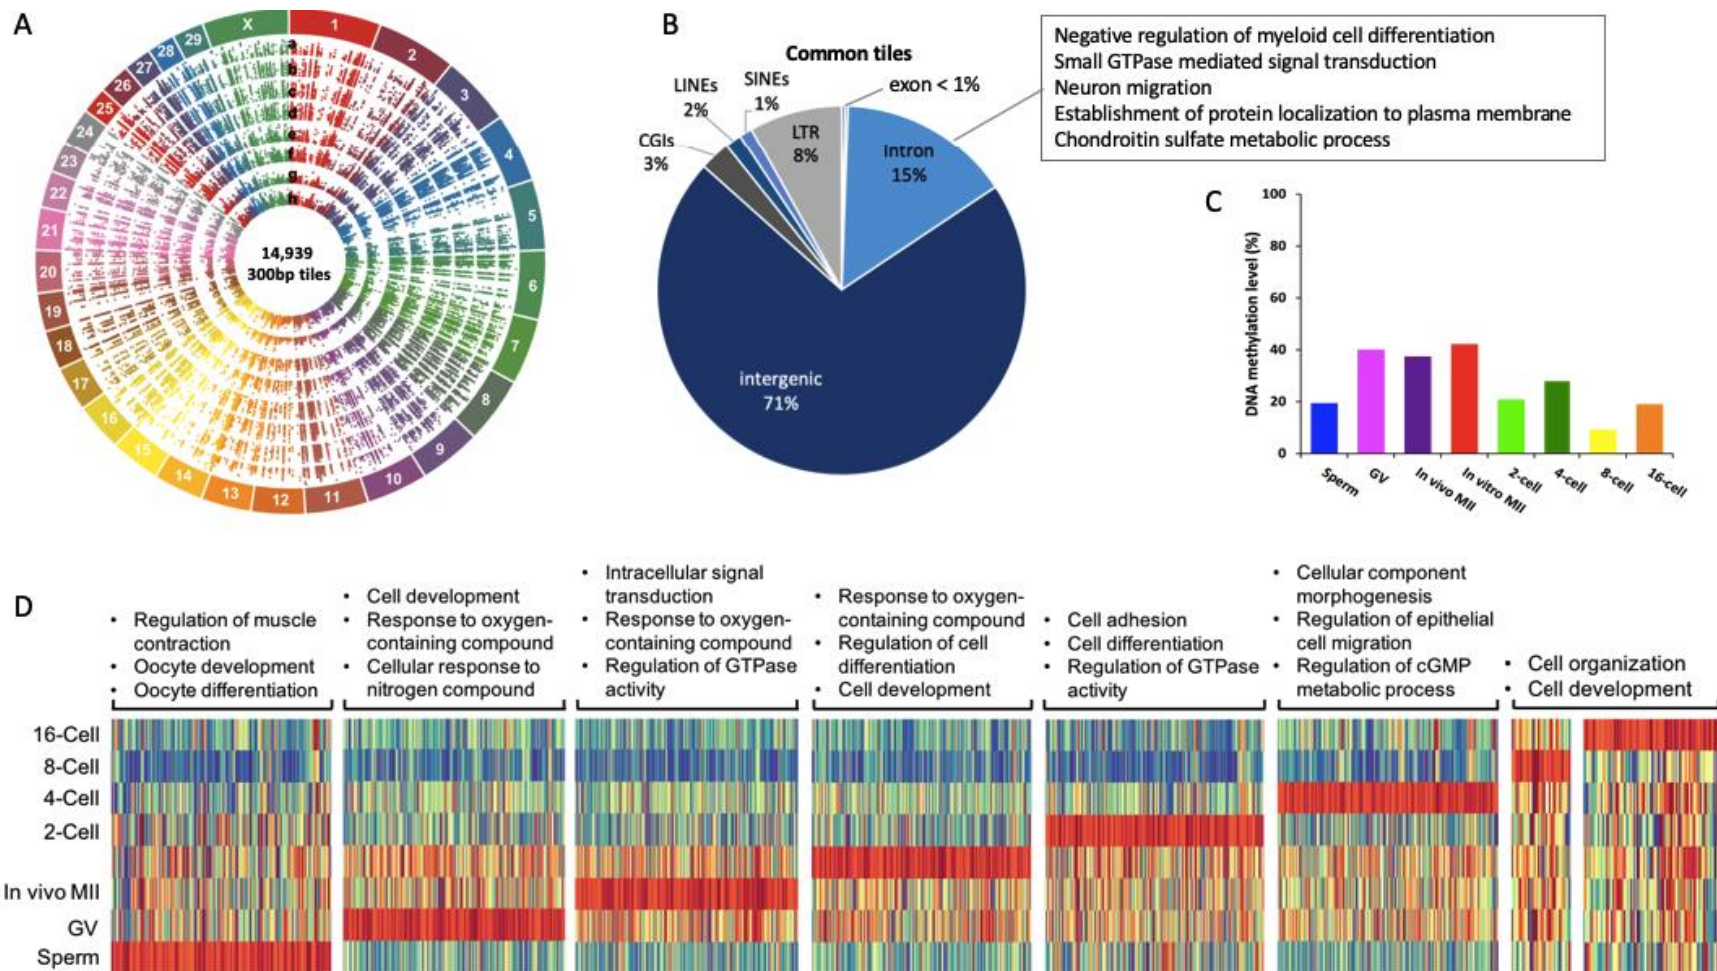 A
X
1
2
3
4
5
6
7
8
9
10
11
12
13
14
15
16
17
18
19
20
21
22
23
24
25
26
27
28
29
a
b
c
d
e
f
g
h
14,939
300bp tiles
B
Common tiles
exon < 1%
SINEs
1%
LINEs
2%
CGIs
3%
LTR
8%
intron
15%
intergenic
71%
Negative regulation of myeloid cell differentiation
Small GTPase mediated signal transduction
Neuron migration
Establishment of protein localization to plasma membrane
Chondroitin sulfate metabolic process
C
DNA methylation level (%)
100
80
60
40
20
0
Sperm
GV
In vivo MII
In vitro MII
2-cell
4-cell
8-cell
16-cell
D
• Regulation of muscle
contraction
• Oocyte development
• Oocyte differentiation
• Cell development
• Response to oxygen-
containing compound
• Cellular response to
nitrogen compound
• Intracellular signal
transduction
• Response to oxygen-
containing compound
• Regulation of GTPase
activity
• Response to oxygen-
containing compound
• Regulation of cell
differentiation
• Cell development
• Cell adhesion
• Cell differentiation
• Regulation of GTPase
activity
• Cellular component
morphogenesis
• Regulation of epithelial
cell migration
• Regulation of cGMP
metabolic process
• Cell organization
• Cell development
16-Cell
8-Cell
4-Cell
2-Cell
In vivo MII
GV
Sperm